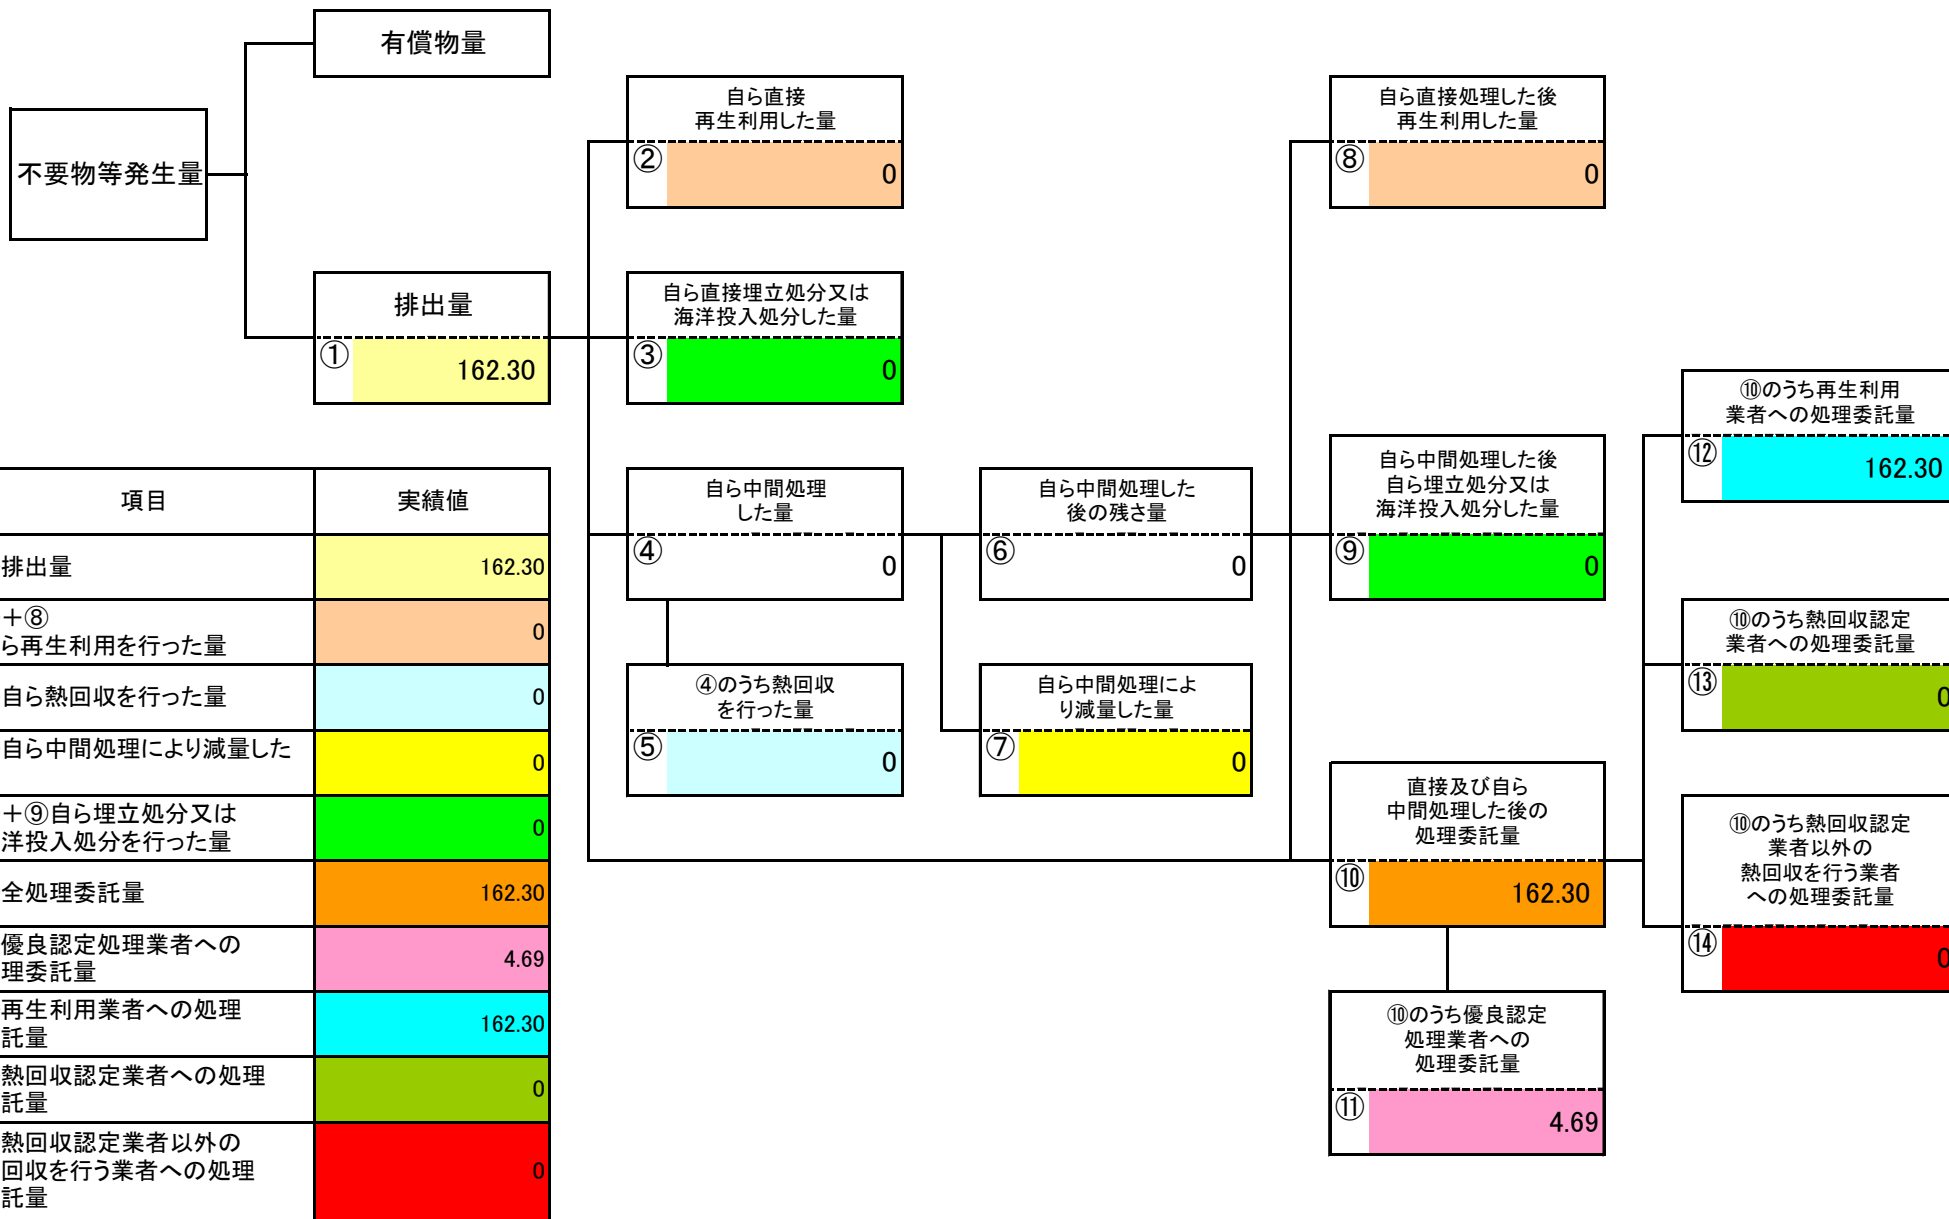 有償物量
不要物等発生量
排出量
①
162.30
自ら直接
再生利用した量
②
0
自ら直接埋立処分又は
海洋投入処分した量
③
0
自ら中間処理
した量
④
0
④のうち熱回収
を行った量
⑤
0
自ら中間処理した
後の残さ量
⑥
0
自ら中間処理によ
り減量した量
⑦
0
自ら直接処理した後
再生利用した量
⑧
0
自ら中間処理した後
自ら埋立処分又は
海洋投入処分した量
⑨
0
直接及び自ら
中間処理した後の
処理委託量
⑩
162.30
⑩のうち優良認定
処理業者への
処理委託量
⑪
4.69
⑩のうち再生利用
業者への処理委託量
⑫
162.30
⑩のうち熱回収認定
業者への処理委託量
⑬
0
⑩のうち熱回収認定
業者以外の
熱回収を行う業者
への処理委託量
⑭
0
項目 実績値
排出量 162.30
+⑧
ら再生利用を行った量 0
自ら熱回収を行った量 0
自ら中間処理により減量した 0
+⑨自ら埋立処分又は
洋投入処分を行った量 0
全処理委託量 162.30
優良認定処理業者への
理委託量 4.69
再生利用業者への処理
託量 162.30
熱回収認定業者への処理
託量 0
熱回収認定業者以外の
回収を行う業者への処理
託量 0